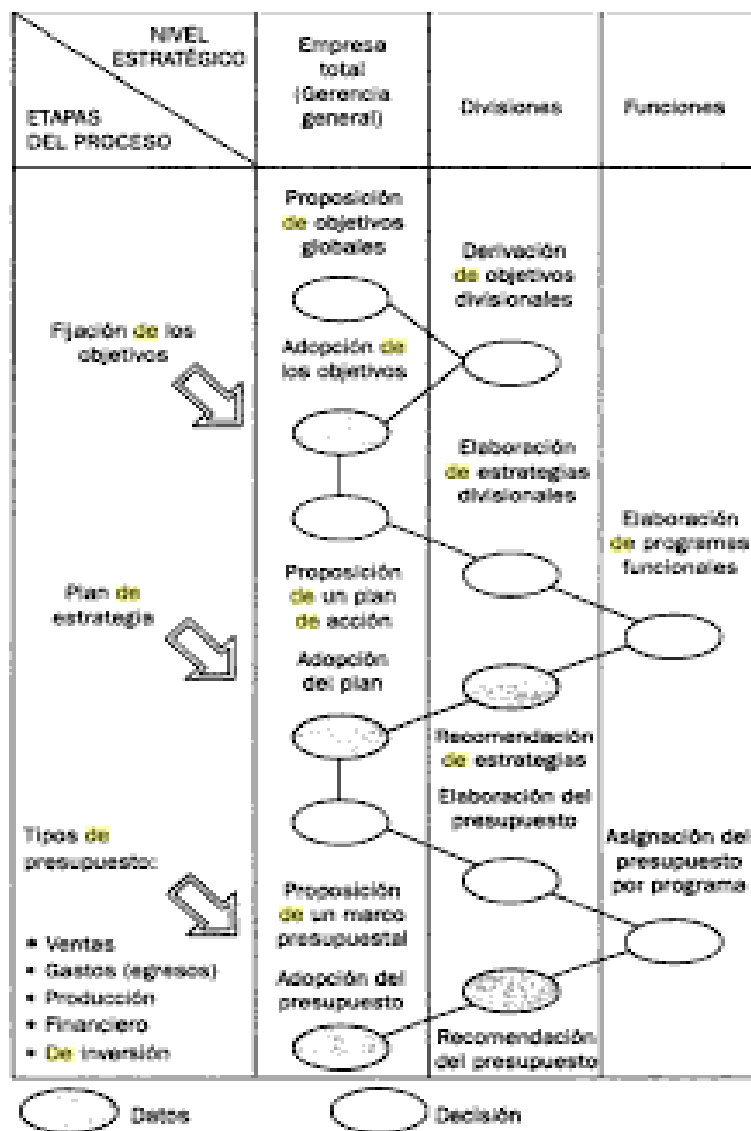 NIVEL
ESTRATÉGICO
ETAPAS
DEL PROCESO
Empresa
total
(Gerencia
general)
Divisiones
Funciones
Proposición
de objetivos
globales
Derivación
de objetivos
divisionales
Fijación de los
objetivos
Adopción de
los objetivos
Elaboración
de estrategias
divisionales
Elaboración
de programas
funcionales
Plan de
estrategia
Proposición
de un plan
de acción
Adopción
del plan
Recomendación
de estrategias
Elaboración del
presupuesto
Tipos de
presupuesto:
Asignación del
presupuesto
por programa
Proposición
de un marco
presupuestal
• Ventas
• Gastos (egresos)
• Producción
• Financiero
• De inversión
Adopción del
presupuesto
Recomendación
del presupuesto
Datos
Decisión